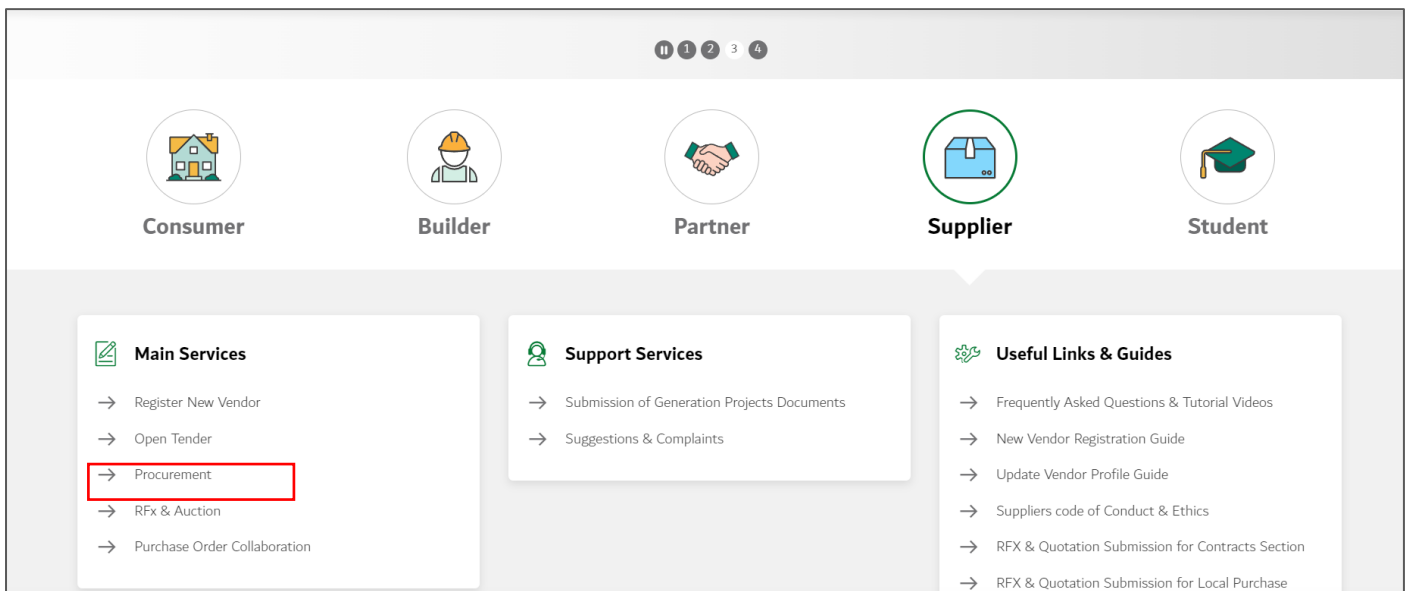 1 2 3 4
Consumer
Builder
Partner
Supplier
Student
Main Services
Register New Vendor
Open Tender
Procurement
RFx & Auction
Purchase Order Collaboration
Support Services
Submission of Generation Projects Documents
Suggestions & Complaints
Useful Links & Guides
Frequently Asked Questions & Tutorial Videos
New Vendor Registration Guide
Update Vendor Profile Guide
Suppliers code of Conduct & Ethics
RFX & Quotation Submission for Contracts Section
RFX & Quotation Submission for Local Purchase